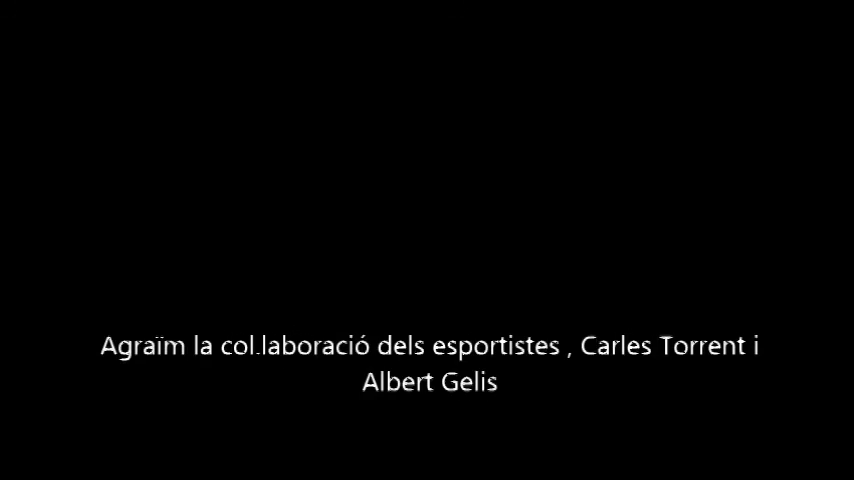 Agraïm la col.laboració dels esportistes , Carles Torrent i
Albert Gelis